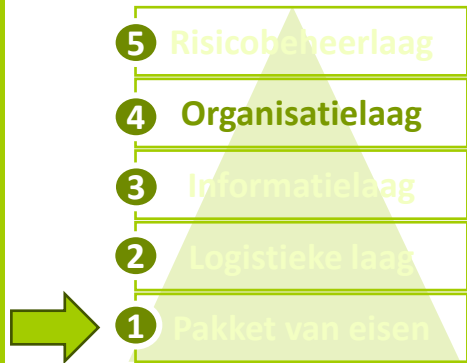 5 Risicobeheerlaag
4 Organisatielaag
3 Informatielaag
2 Logistieke laag
1 Pakket van eisen